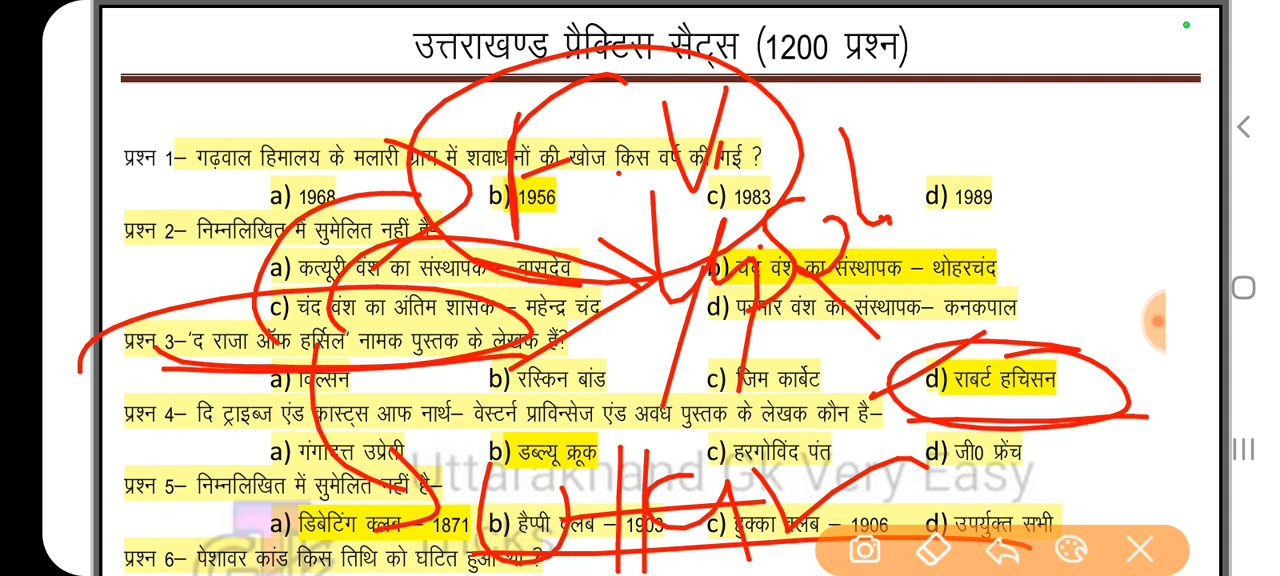 उत्तराखण्ड प्रैक्टिस सैट्स (1200 प्रश्न)
प्रश्न 1– गढ़वाल हिमालय के मलारी ग्राम में शवाधानों की खोज किस वर्ष की गई ?
a) 1968 b) 1956 c) 1983 d) 1989
प्रश्न 2– निम्नलिखित में सुमेलित नहीं है–
a) कत्यूरी वंश का संस्थापक – वासुदेव b) चंद वंश का संस्थापक – थोहरचंद
c) चंद वंश का अंतिम शासक – महेन्द्र चंद d) परमार वंश का संस्थापक– कनकपाल
प्रश्न 3–'द राजा ऑफ हर्सिल' नामक पुस्तक के लेखक हैं?
a) विल्सन b) रस्किन बांड c) जिम कार्बेट d) राबर्ट हचिसन
प्रश्न 4– दि ट्राइब्ज एंड कास्ट्स आफ नार्थ– वेस्टर्न प्राविन्सेज एंड अवध पुस्तक के लेखक कौन है–
a) गंगादत्त उप्रेती b) डब्ल्यू क्रूक c) हरगोविंद पंत d) जी0 फ्रेंच
Uttarakhand Gk Very Easy
प्रश्न 5– निम्नलिखित में सुमेलित नहीं है–
a) डिबेटिंग क्लब – 1871 b) हैप्पी क्लब – 1903 c) हुक्का क्लब – 1906 d) उपर्युक्त सभी
प्रश्न 6– पेशावर कांड किस तिथि को घटित हुआ था ?